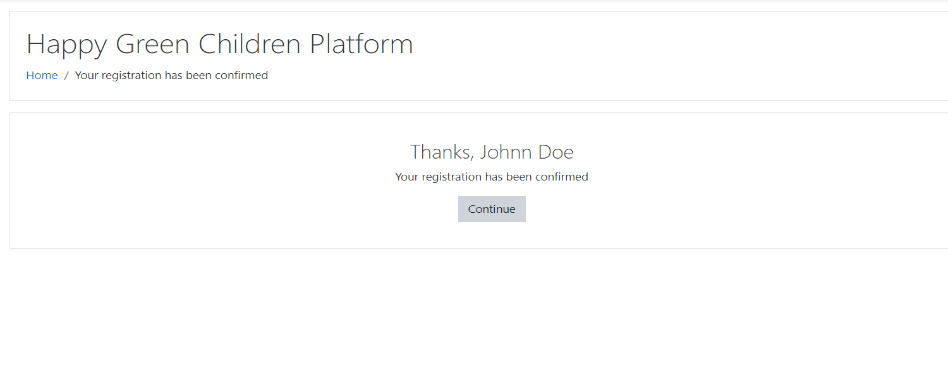 Happy Green Children Platform
Home / Your registration has been confirmed
Thanks, Johnn Doe
Your registration has been confirmed
Continue